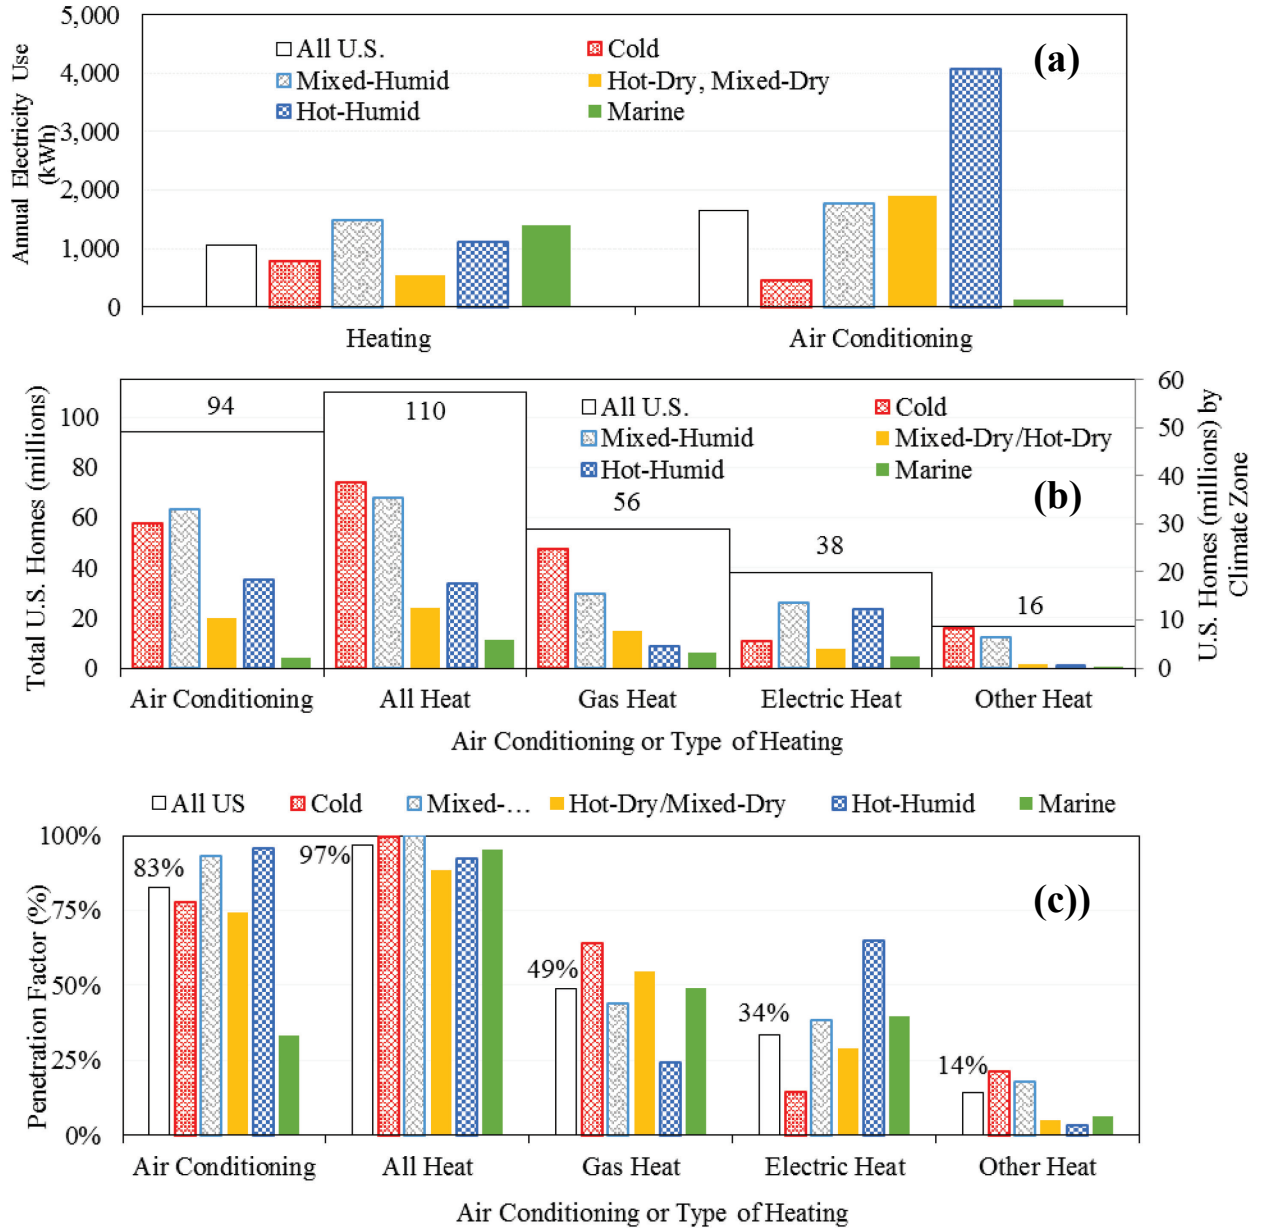 5,000
4,000
3,000
2,000
1,000
0
Annual Electricity Use
(kWh)
All U.S.
Cold
Mixed-Humid
Hot-Dry, Mixed-Dry
Hot-Humid
Marine
(a)
Heating
Air Conditioning
100
80
60
40
20
0
Total U.S. Homes (millions)
94
110
56
38
16
All U.S.
Cold
Mixed-Humid
Mixed-Dry/Hot-Dry
Hot-Humid
Marine
(b)
60
50
40
30
20
10
0
U.S. Homes (millions) by
Climate Zone
Air Conditioning
All Heat
Gas Heat
Electric Heat
Other Heat
Air Conditioning or Type of Heating
All US
Cold
Mixed-...
Hot-Dry/Mixed-Dry
Hot-Humid
Marine
100%
75%
50%
25%
0%
Penetration Factor (%)
83%
97%
49%
34%
14%
(c))
Air Conditioning
All Heat
Gas Heat
Electric Heat
Other Heat
Air Conditioning or Type of Heating